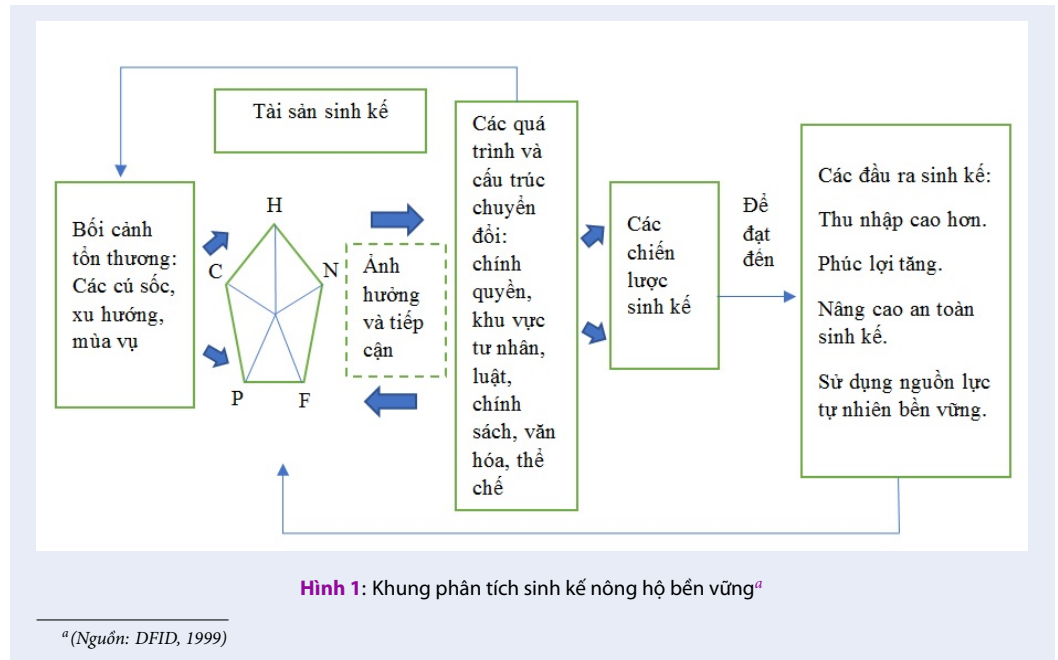 Tài sản sinh kế
Bối cảnh
tổn thương:
Các cú sốc,
xu hướng,
mùa vụ
H
C
N
P
F
Ảnh
hưởng
và tiếp
cận
Các quá
trình và
cấu trúc
chuyển
đổi:
chính
quyền,
khu vực
tư nhân,
luật,
chính
sách, văn
hóa, thể
chế
Các
chiến
lược
sinh kế
Để
đạt
đến
Các đầu ra sinh kế:
Thu nhập cao hơn.
Phúc lợi tăng.
Nâng cao an toàn
sinh kế.
Sử dụng nguồn lực
tự nhiên bền vững.
Hình 1: Khung phân tích sinh kế nông hộ bền vững^a
^a (Nguồn: DFID, 1999)